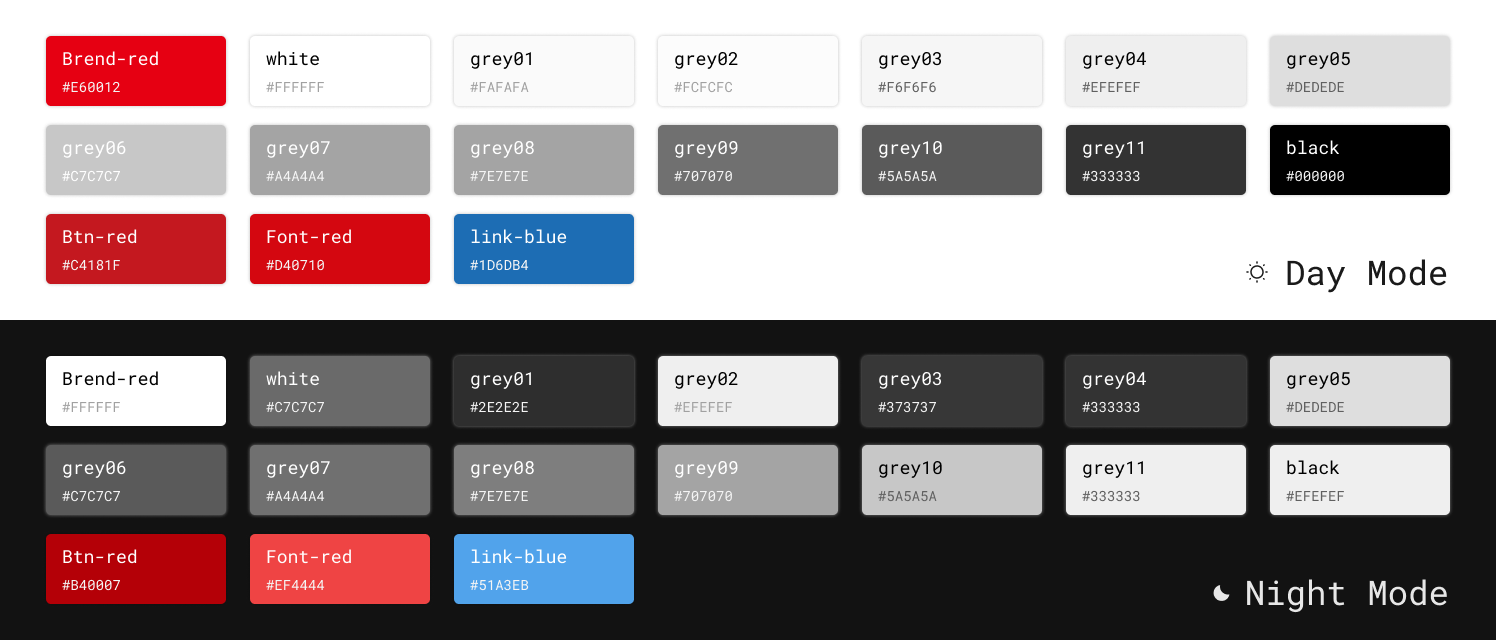 Brend-red
#E60012
white
#FFFFFF
grey01
#FAFAFA
grey02
#FCFCFC
grey03
#F6F6F6
grey04
#EFEFEF
grey05
#DEDEDE
grey06
#C7C7C7
grey07
#A4A4A4
grey08
#7E7E7E
grey09
#707070
grey10
#5A5A5A
grey11
#333333
black
#000000
Btn-red
#C4181F
Font-red
#D40710
link-blue
#1D6DB4
Day Mode
Brend-red
#FFFFFF
white
#C7C7C7
grey01
#2E2E2E
grey02
#EFEFEF
grey03
#373737
grey04
#333333
grey05
#DEDEDE
grey06
#C7C7C7
grey07
#A4A4A4
grey08
#7E7E7E
grey09
#707070
grey10
#5A5A5A
grey11
#333333
black
#EFEFEF
Btn-red
#B40007
Font-red
#EF4444
link-blue
#51A3EB
Night Mode